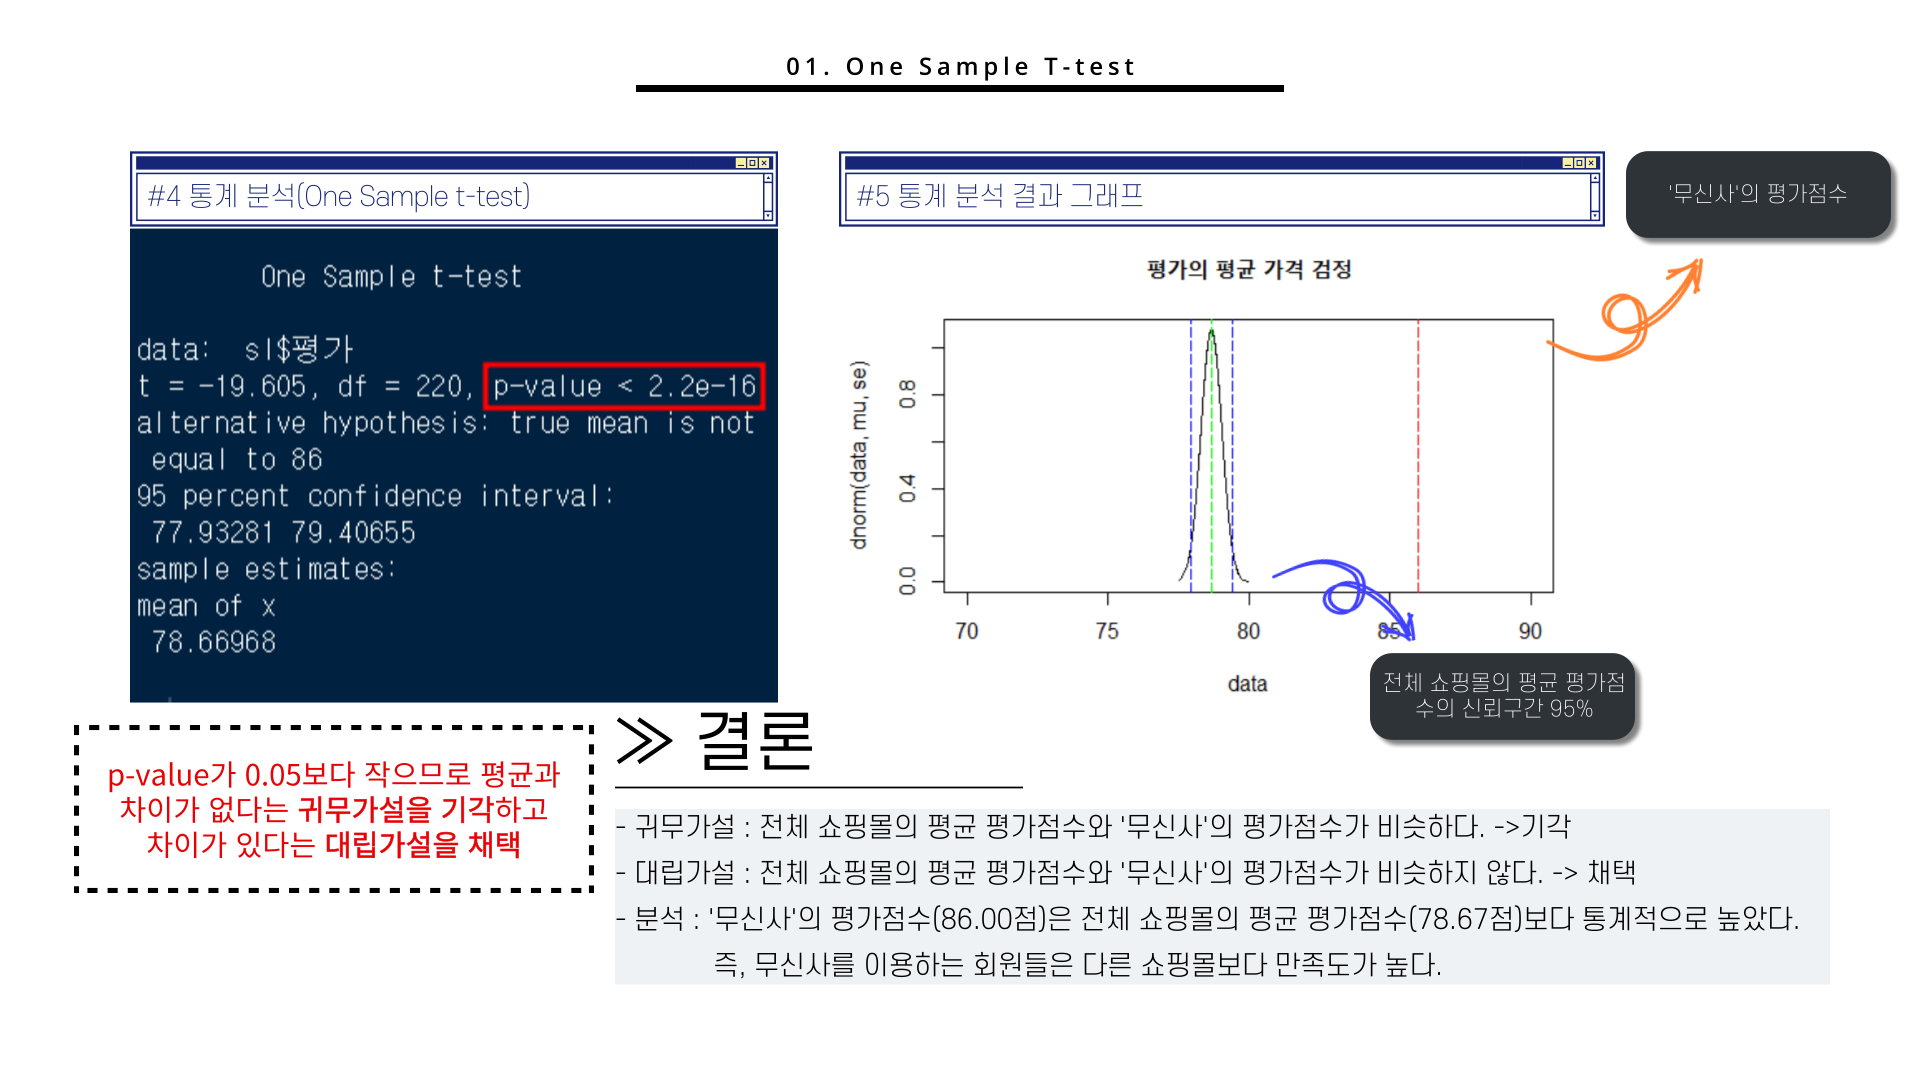 01. One Sample T-test
#4 통계 분석(One Sample t-test)
One Sample t-test
data:  sl$평가
t = -19.605, df = 220, p-value < 2.2e-16
alternative hypothesis: true mean is not
equal to 86
95 percent confidence interval:
77.93281 79.40655
sample estimates:
mean of x
78.66968
#5 통계 분석 결과 그래프
'무신사'의 평가점수
평가의 평균 가격 검정
dnorm(data, mu, se)
0.8
0.4
0.0
70 75 80 85 90
data
전체 쇼핑몰의 평균 평가점
수의 신뢰구간 95%
p-value가 0.05보다 작으므로 평균과
차이가 없다는 귀무가설을 기각하고
차이가 있다는 대립가설을 채택
결론
- 귀무가설 : 전체 쇼핑몰의 평균 평가점수와 '무신사'의 평가점수가 비슷하다. ->기각
- 대립가설 : 전체 쇼핑몰의 평균 평가점수와 '무신사'의 평가점수가 비슷하지 않다. -> 채택
- 분석 : '무신사'의 평가점수(86.00점)은 전체 쇼핑몰의 평균 평가점수(78.67점)보다 통계적으로 높았다.
즉, 무신사를 이용하는 회원들은 다른 쇼핑몰보다 만족도가 높다.